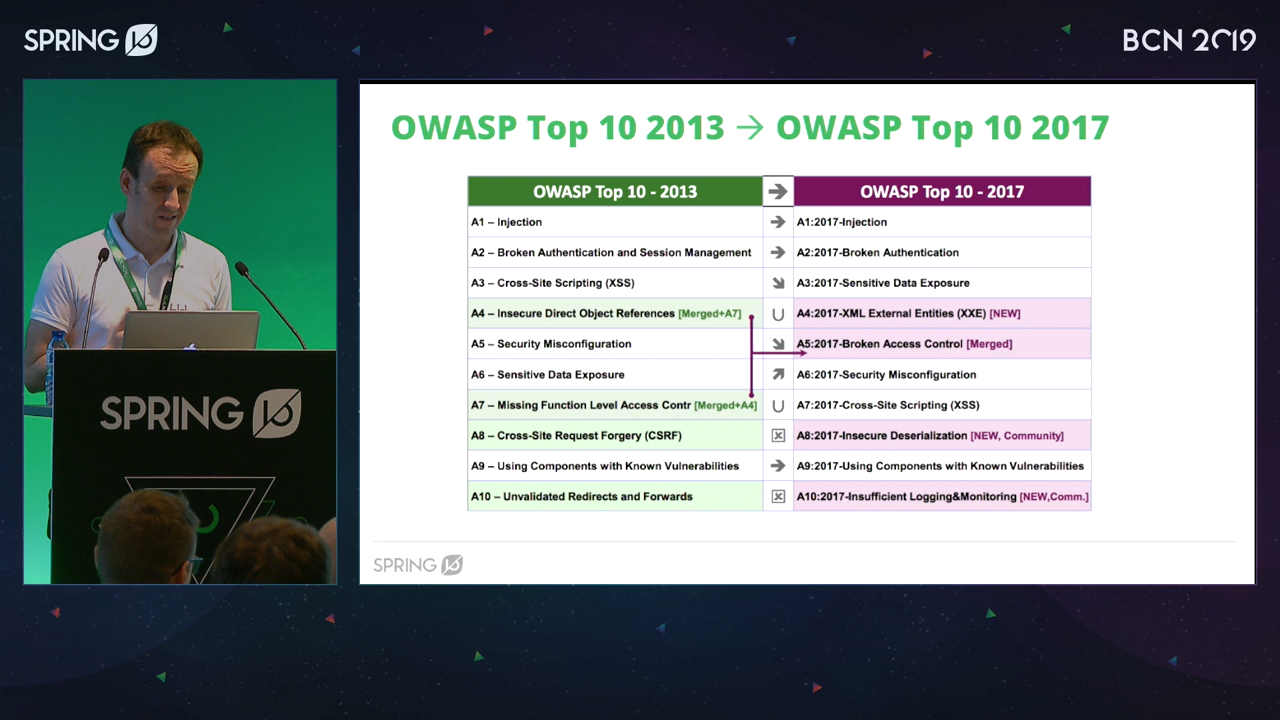 SPRING IO
BCN 2019
OWASP Top 10 2013 → OWASP Top 10 2017
OWASP Top 10 - 2013 → OWASP Top 10 - 2017
A1 – Injection → A1:2017-Injection
A2 – Broken Authentication and Session Management → A2:2017-Broken Authentication
A3 – Cross-Site Scripting (XSS) ↘ A3:2017-Sensitive Data Exposure
A4 – Insecure Direct Object References [Merged+A7] U A4:2017-XML External Entities (XXE) [NEW]
A5 – Security Misconfiguration ↘ A5:2017-Broken Access Control [Merged]
A6 – Sensitive Data Exposure ↗ A6:2017-Security Misconfiguration
A7 – Missing Function Level Access Contr [Merged+A4] U A7:2017-Cross-Site Scripting (XSS)
A8 – Cross-Site Request Forgery (CSRF) ☒ A8:2017-Insecure Deserialization [NEW, Community]
A9 – Using Components with Known Vulnerabilities → A9:2017-Using Components with Known Vulnerabilities
A10 – Unvalidated Redirects and Forwards ☒ A10:2017-Insufficient Logging&Monitoring [NEW,Comm.]
SPRING IO
SPRING IO